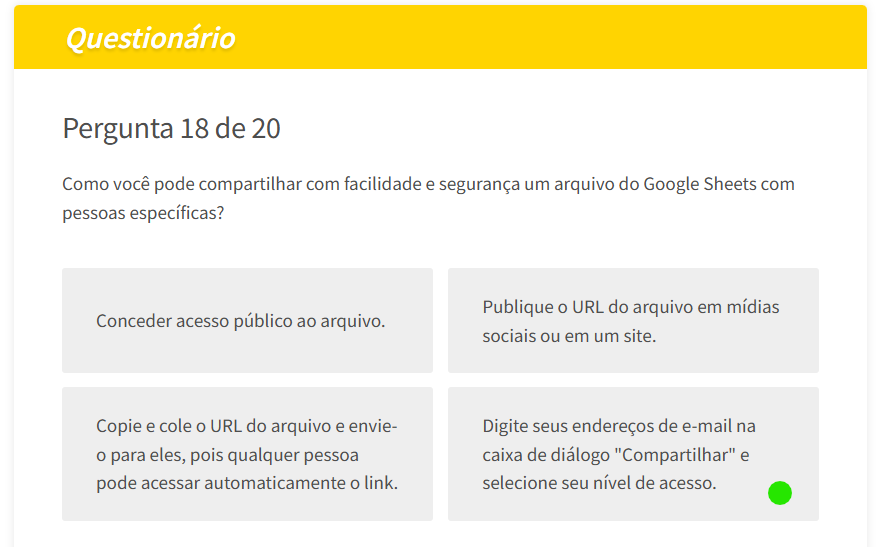 Questionário
Pergunta 18 de 20
Como você pode compartilhar com facilidade e segurança um arquivo do Google Sheets com
pessoas específicas?
Conceder acesso público ao arquivo.
Publique o URL do arquivo em mídias
sociais ou em um site.
Copie e cole o URL do arquivo e envie-
o para eles, pois qualquer pessoa
pode acessar automaticamente o link.
Digite seus endereços de e-mail na
caixa de diálogo "Compartilhar" e
selecione seu nível de acesso.